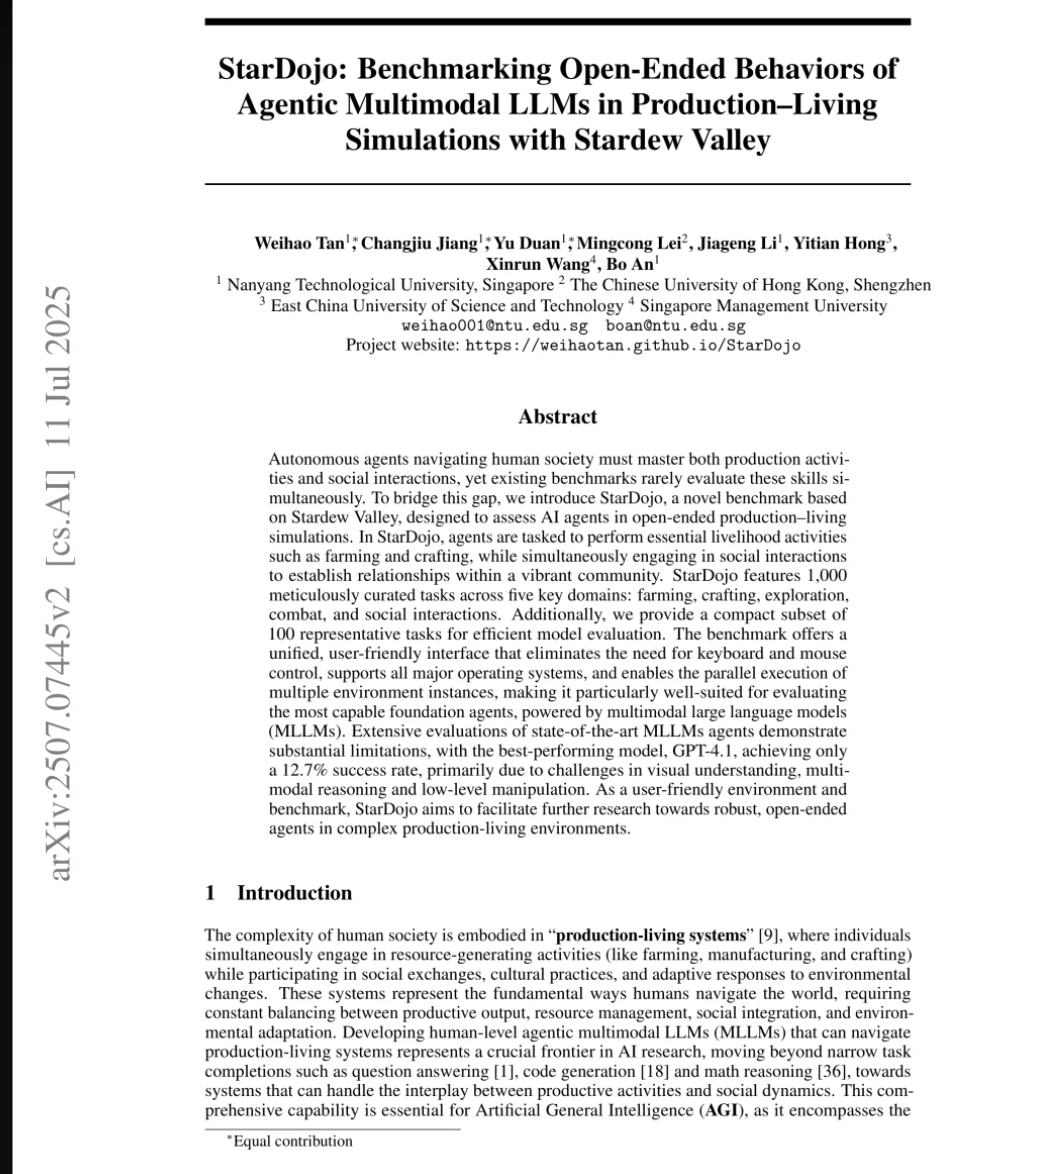 StarDojo: Benchmarking Open-Ended Behaviors of
Agentic Multimodal LLMs in Production–Living
Simulations with Stardew Valley
Weihao Tan¹,* Changjiu Jiang¹,* Yu Duan¹,* Mingcong Lei², Jiageng Li¹, Yitian Hong³,
Xinrun Wang⁴, Bo An¹
¹ Nanyang Technological University, Singapore ² The Chinese University of Hong Kong, Shengzhen
³ East China University of Science and Technology ⁴ Singapore Management University
weihao001@ntu.edu.sg boan@ntu.edu.sg
Project website: https://weihaotan.github.io/StarDojo
arXiv:2507.07445v2 [cs.AI] 11 Jul 2025
Abstract
Autonomous agents navigating human society must master both production activi-
ties and social interactions, yet existing benchmarks rarely evaluate these skills si-
multaneously. To bridge this gap, we introduce StarDojo, a novel benchmark based
on Stardew Valley, designed to assess AI agents in open-ended production–living
simulations. In StarDojo, agents are tasked to perform essential livelihood activities
such as farming and crafting, while simultaneously engaging in social interactions
to establish relationships within a vibrant community. StarDojo features 1,000
meticulously curated tasks across five key domains: farming, crafting, exploration,
combat, and social interactions. Additionally, we provide a compact subset of
100 representative tasks for efficient model evaluation. The benchmark offers a
unified, user-friendly interface that eliminates the need for keyboard and mouse
control, supports all major operating systems, and enables the parallel execution of
multiple environment instances, making it particularly well-suited for evaluating
the most capable foundation agents, powered by multimodal large language models
(MLLMs). Extensive evaluations of state-of-the-art MLLMs agents demonstrate
substantial limitations, with the best-performing model, GPT-4.1, achieving only
a 12.7% success rate, primarily due to challenges in visual understanding, multi-
modal reasoning and low-level manipulation. As a user-friendly environment and
benchmark, StarDojo aims to facilitate further research towards robust, open-ended
agents in complex production-living environments.
1 Introduction
The complexity of human society is embodied in “production-living systems” [9], where individuals
simultaneously engage in resource-generating activities (like farming, manufacturing, and crafting)
while participating in social exchanges, cultural practices, and adaptive responses to environmental
changes. These systems represent the fundamental ways humans navigate the world, requiring
constant balancing between productive output, resource management, social integration, and environ-
mental adaptation. Developing human-level agentic multimodal LLMs (MLLMs) that can navigate
production-living systems represents a crucial frontier in AI research, moving beyond narrow task
completions such as question answering [1], code generation [18] and math reasoning [36], towards
systems that can handle the interplay between productive activities and social dynamics. This com-
prehensive capability is essential for Artificial General Intelligence (AGI), as it encompasses the
*Equal contribution